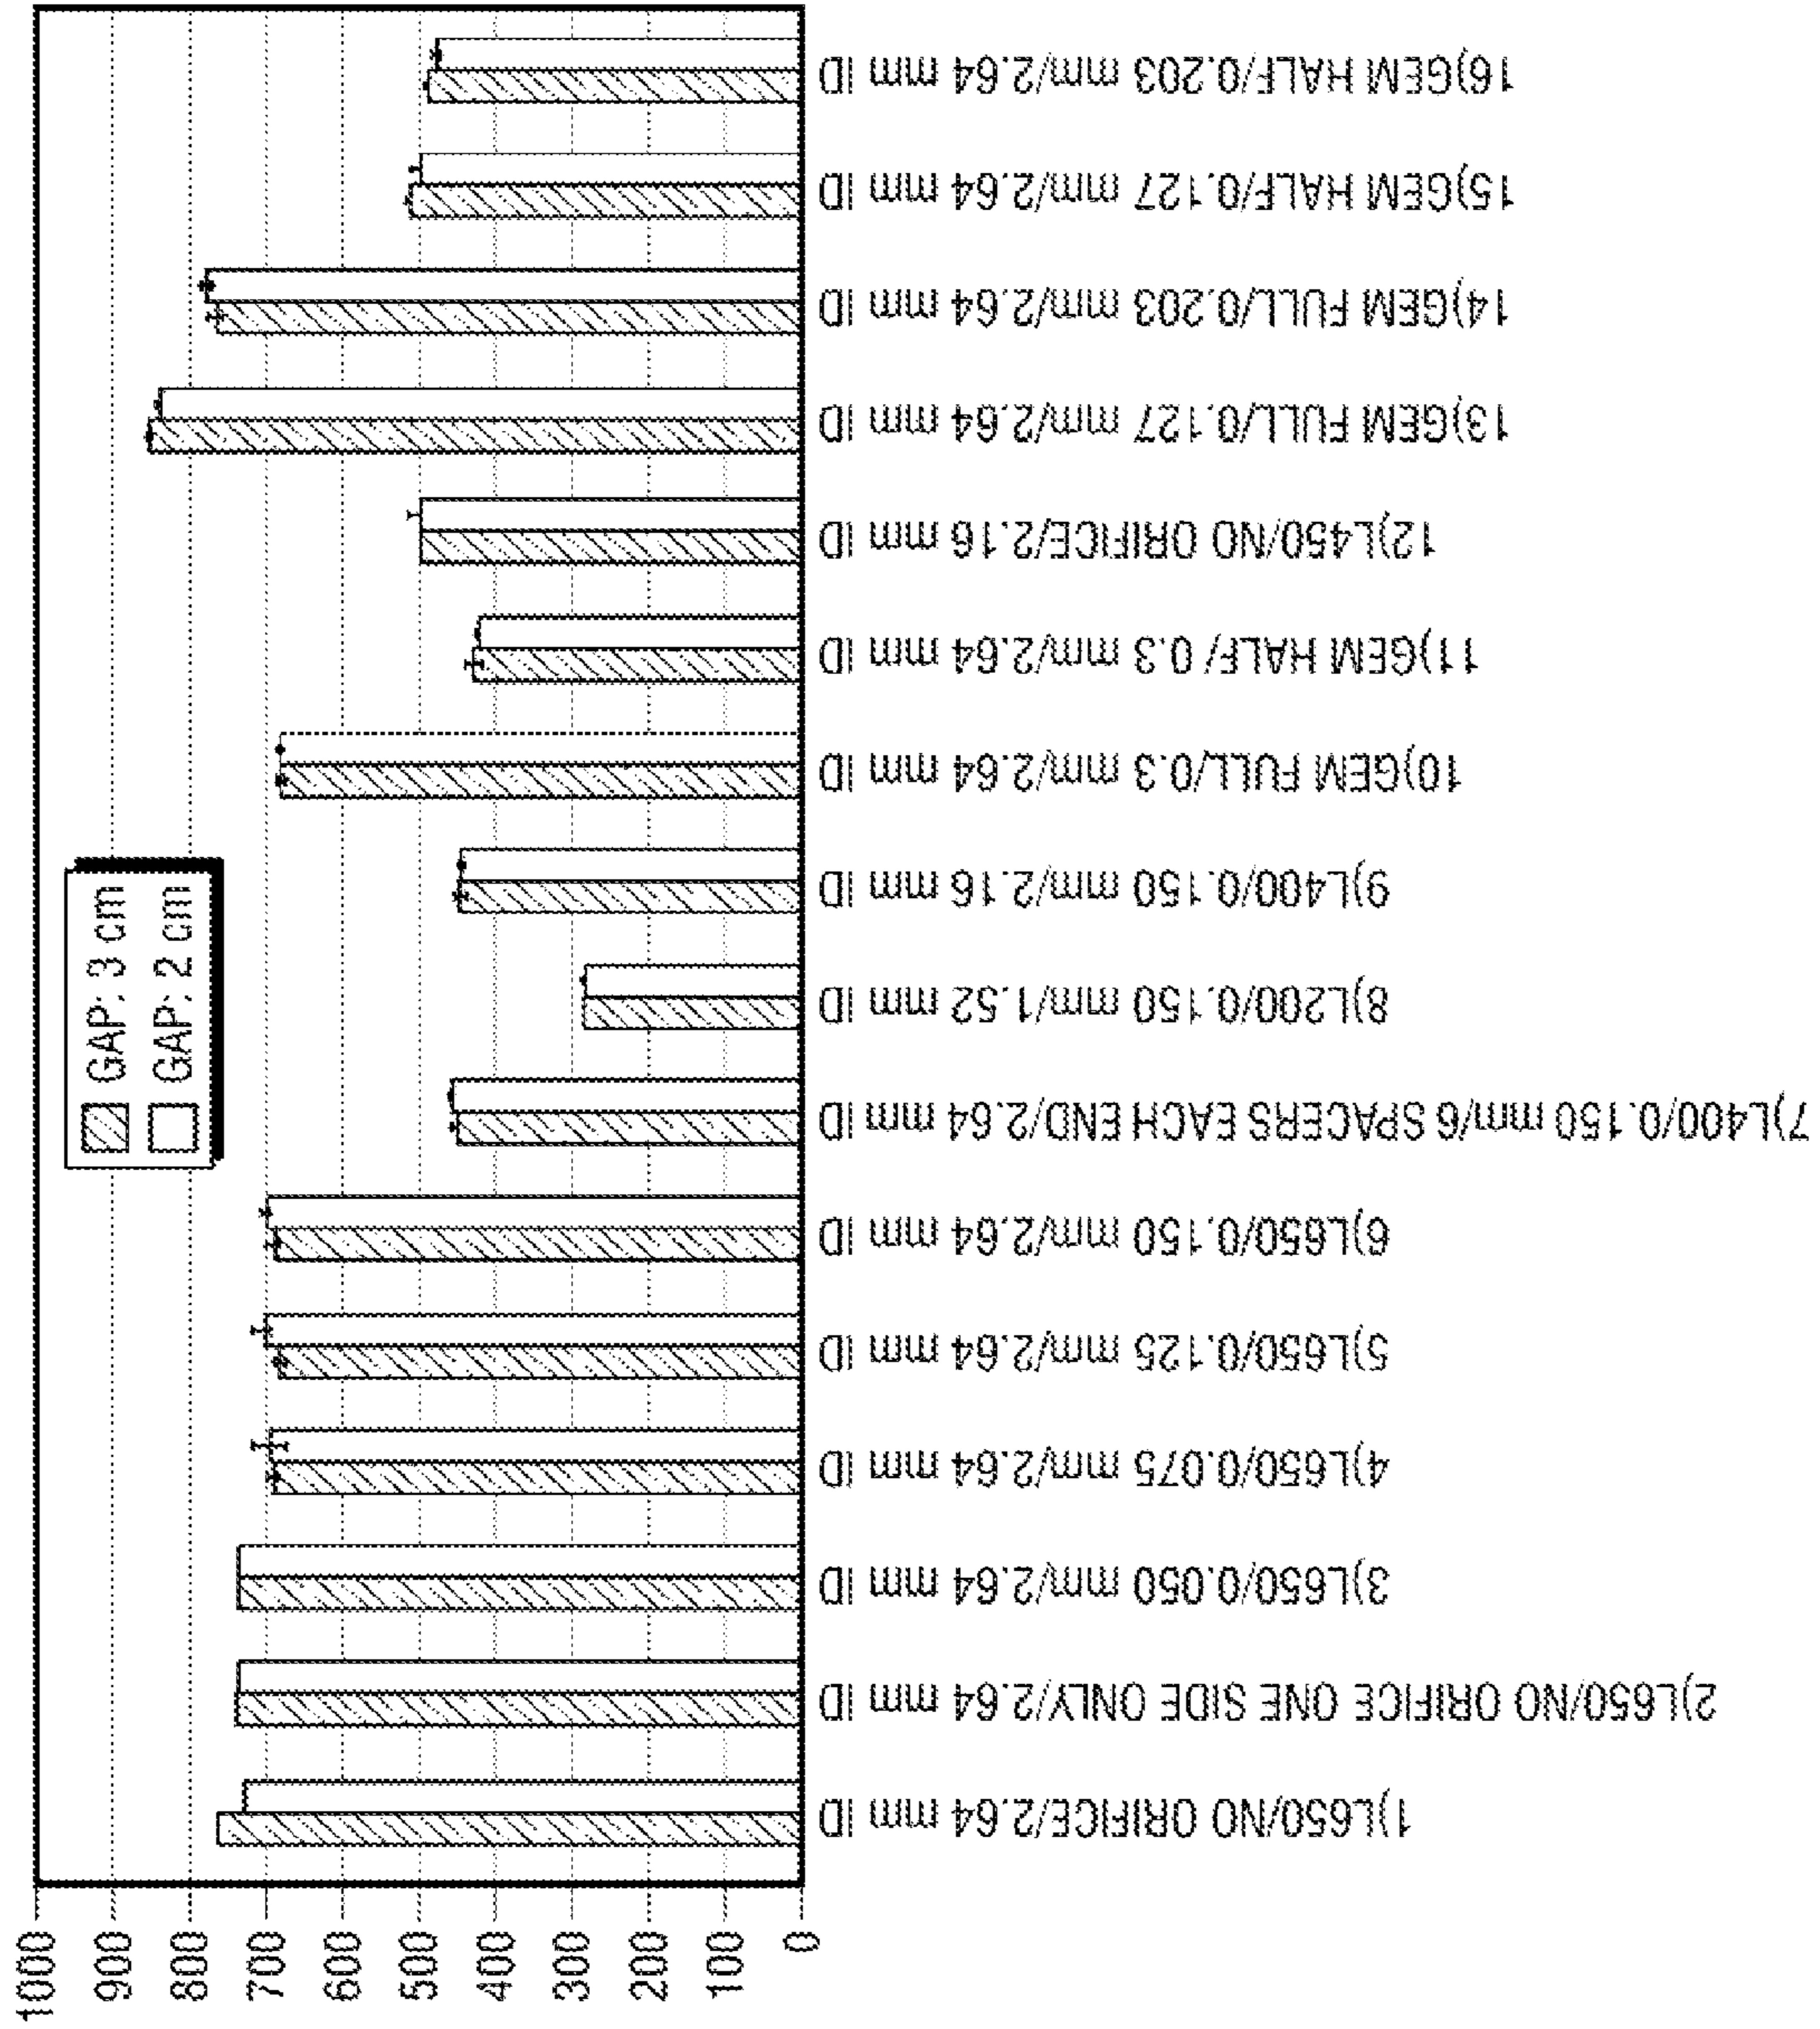 GAP: 3 cm
GAP: 2 cm
1000
900
800
700
600
500
400
300
200
100
0
1)L650/NO ORIFICE/2.64 mm ID
2)L650/NO ORIFICE ONE SIDE ONLY/2.64 mm ID
3)L650/0.050 mm/2.64 mm ID
4)L650/0.075 mm/2.64 mm ID
5)L650/0.125 mm/2.64 mm ID
6)L650/0.150 mm/2.64 mm ID
7)L400/0.150 mm/6 SPACERS EACH END/2.64 mm ID
8)L200/0.150 mm/1.52 mm ID
9)L400/0.150 mm/2.16 mm ID
10)GEM FULL/0.3 mm/2.64 mm ID
11)GEM HALF/ 0.3 mm/2.64 mm ID
12)L450/NO ORIFICE/2.16 mm ID
13)GEM FULL/0.127 mm/2.64 mm ID
14)GEM FULL/0.203 mm/2.64 mm ID
15)GEM HALF/0.127 mm/2.64 mm ID
16)GEM HALF/0.203 mm/2.64 mm ID